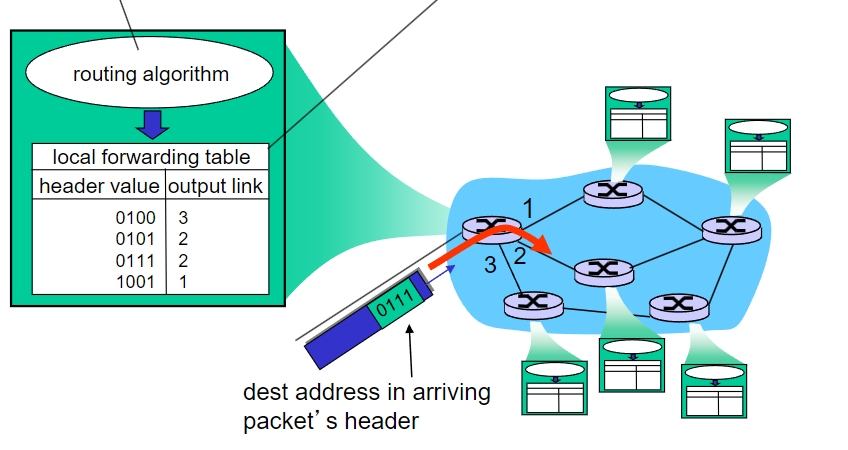 routing algorithm
local forwarding table
header value output link
0100 3
0101 2
0111 2
1001 1
1
2
3
0111
dest address in arriving
packet’s header